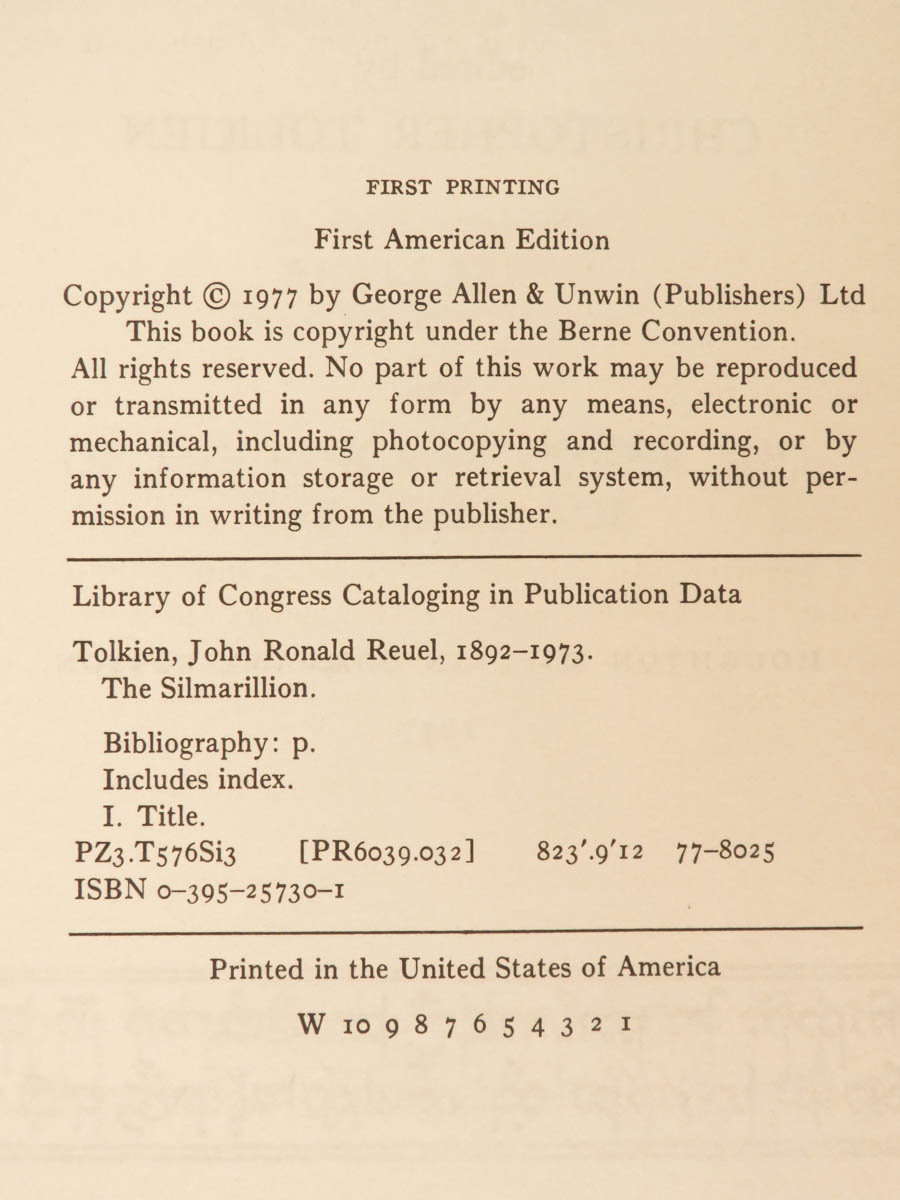 FIRST PRINTING
First American Edition
Copyright © 1977 by George Allen & Unwin (Publishers) Ltd
This book is copyright under the Berne Convention.
All rights reserved. No part of this work may be reproduced
or transmitted in any form by any means, electronic or
mechanical, including photocopying and recording, or by
any information storage or retrieval system, without per-
mission in writing from the publisher.
Library of Congress Cataloging in Publication Data
Tolkien, John Ronald Reuel, 1892–1973.
The Silmarillion.
Bibliography: p.
Includes index.
I. Title.
PZ3.T576Si3 [PR6039.032] 823'.9'12 77–8025
ISBN 0–395–25730–1
Printed in the United States of America
W 10 9 8 7 6 5 4 3 2 1